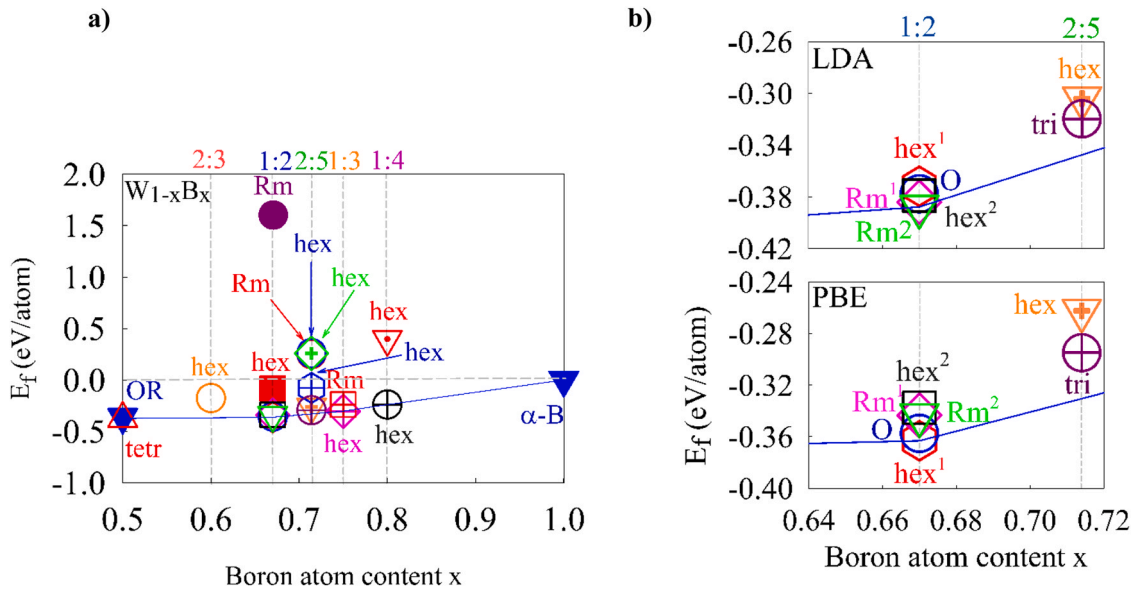 a)
2:3 1:2 2:5 1:3 1:4
W1-xBx
Rm
hex
Rm
hex
hex
hex
hex
hex
Rm
OR
tetr
hex
hex
α-B
2.0
1.5
1.0
0.5
0.0
-0.5
-1.0
Ef (eV/atom)
0.5 0.6 0.7 0.8 0.9 1.0
Boron atom content x
b)
1:2 2:5
LDA
hex
tri
hex1
O
Rm1
hex2
Rm2
-0.26
-0.30
-0.34
-0.38
-0.42
PBE
hex
tri
hex2
Rm1
Rm2
O
hex1
-0.24
-0.28
-0.32
-0.36
-0.40
Ef (eV/atom)
0.64 0.66 0.68 0.70 0.72
Boron atom content x